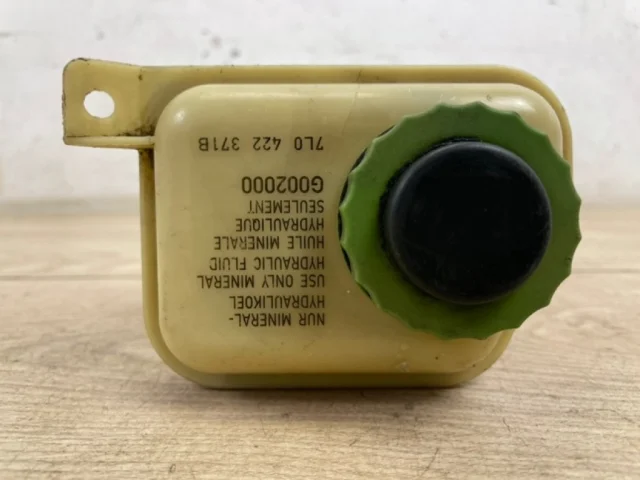 NUR MINERAL-
HYDRAULIKOEL
USE ONLY MINERAL
HYDRAULIC FLUID
HUILE MINERALE
HYDRAULIQUE
SEULEMENT
G002000
7L0 422 371B